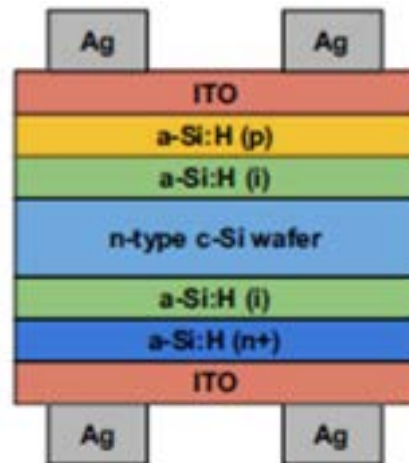 Ag Ag
ITO
a-Si:H (p)
a-Si:H (i)
n-type c-Si wafer
a-Si:H (i)
a-Si:H (n+)
ITO
Ag Ag